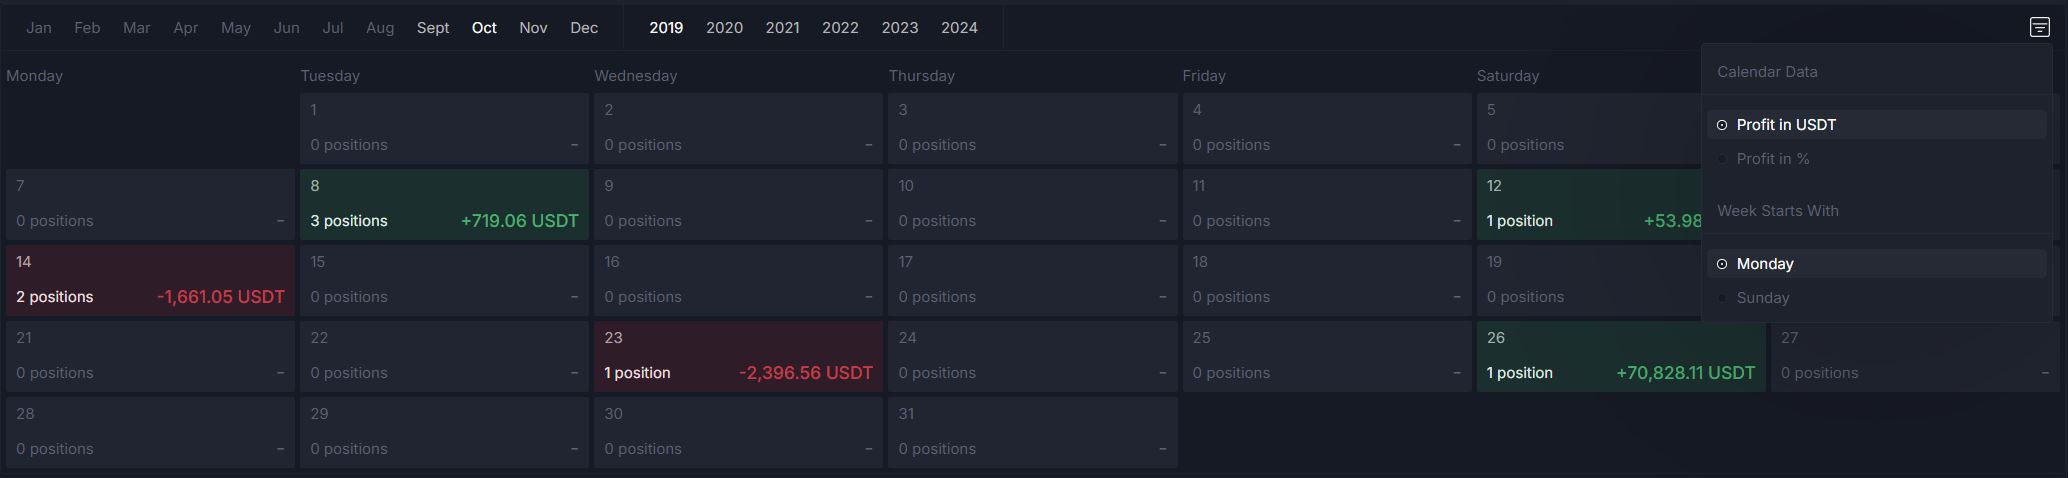 Jan Feb Mar Apr May Jun Jul Aug Sept Oct Nov Dec 2019 2020 2021 2022 2023 2024
Monday Tuesday Wednesday Thursday Friday Saturday
1 2 3 4 5
0 positions – 0 positions – 0 positions – 0 positions – 0 positions
7 8 9 10 11 12
0 positions – 3 positions +719.06 USDT 0 positions – 0 positions – 0 positions – 1 position +53.98
14 15 16 17 18 19
2 positions -1,661.05 USDT 0 positions – 0 positions – 0 positions – 0 positions – 0 positions
21 22 23 24 25 26 27
0 positions – 0 positions – 1 position -2,396.56 USDT 0 positions – 0 positions – 1 position +70,828.11 USDT 0 positions –
28 29 30 31
0 positions – 0 positions – 0 positions – 0 positions –
Calendar Data
Profit in USDT
Profit in %
Week Starts With
Monday
Sunday